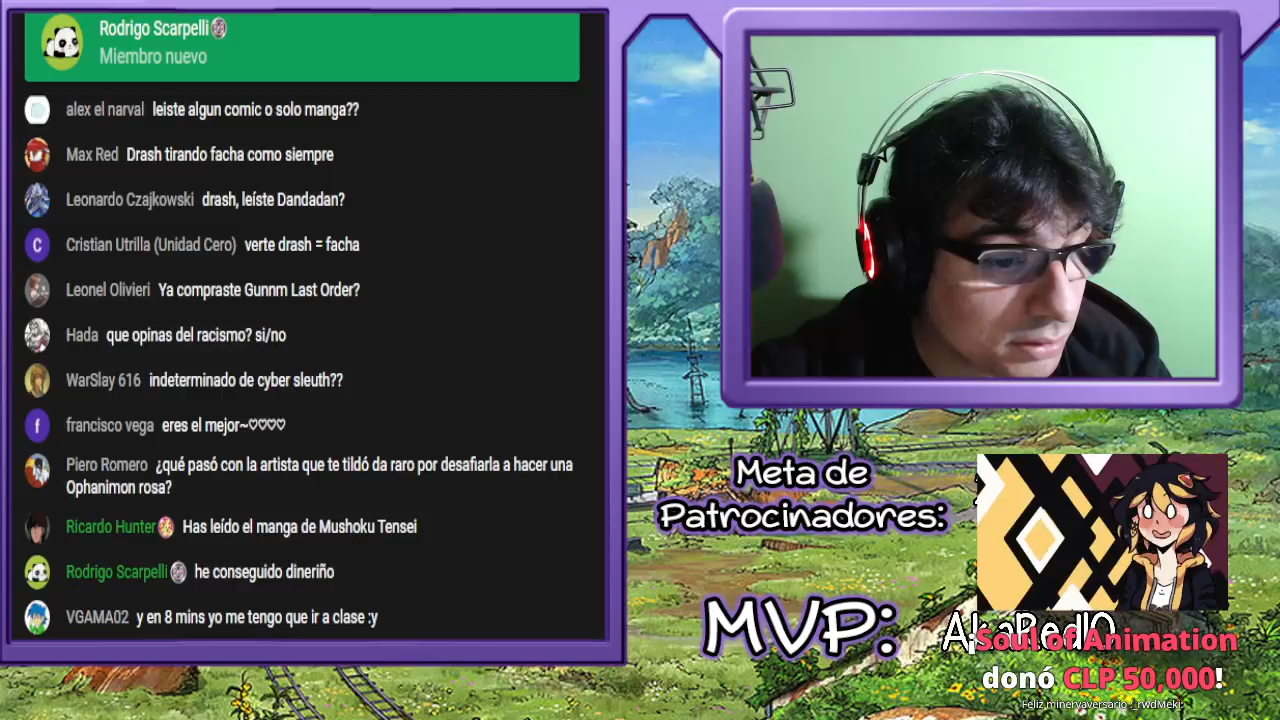 Rodrigo Scarpelli
Miembro nuevo
alex el narval leiste algun comic o solo manga??
Max Red Drash tirando facha como siempre
Leonardo Czajkowski drash, leíste Dandadan?
C
Cristian Utrilla (Unidad Cero) verte drash = facha
Leonel Olivieri Ya compraste Gunnm Last Order?
Hada que opinas del racismo? si/no
WarSlay 616 indeterminado de cyber sleuth??
f
francisco vega eres el mejor~♡♡♡♡
Piero Romero ¿qué pasó con la artista que te tildó da raro por desafiarla a hacer una
Ophanimon rosa?
Ricardo Hunter Has leído el manga de Mushoku Tensei
Rodrigo Scarpelli he conseguido dineriño
VGAMA02 y en 8 mins yo me tengo que ir a clase :y
Meta de
Patrocinadores:
MVP:
Soul of Animation
donó CLP 50,000!
Feliz minervaversario :_rwdMeki: